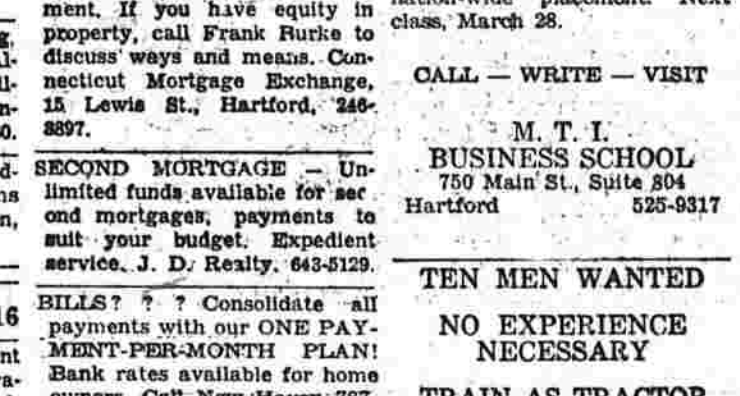 ment. If you have equity in
property, call Frank Burke to
discuss ways and means. Con-
necticut Mortgage Exchange,
15 Lewis St., Hartford, 246-
8897.
SECOND MORTGAGE — Un-
limited funds available for sec
ond mortgages, payments to
suit your budget. Expedient
service. J. D. Realty. 643-5129.
BILLS? ? ? Consolidate all
payments with our ONE PAY-
MENT-PER-MONTH PLAN!
Bank rates available for home
class, March 28.
CALL — WRITE — VISIT
M. T. I.
BUSINESS SCHOOL
750 Main St., Suite 804
Hartford 525-9317
TEN MEN WANTED
NO EXPERIENCE
NECESSARY
TRAIN AS TRACTOR